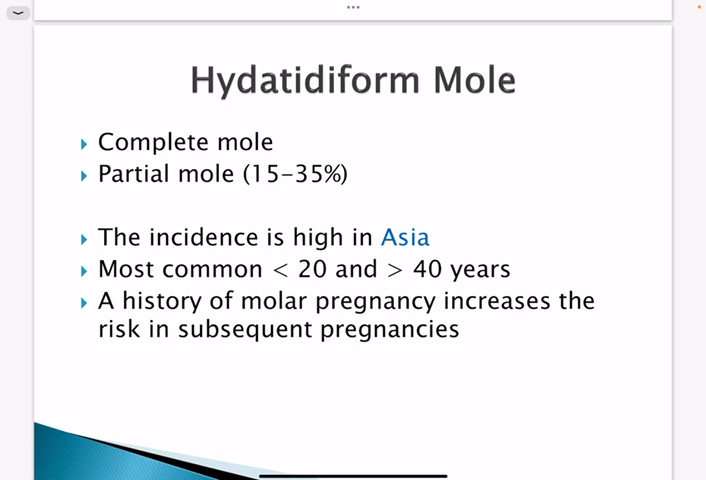 Hydatidiform Mole
Complete mole
Partial mole (15-35%)
The incidence is high in Asia
Most common < 20 and > 40 years
A history of molar pregnancy increases the
risk in subsequent pregnancies